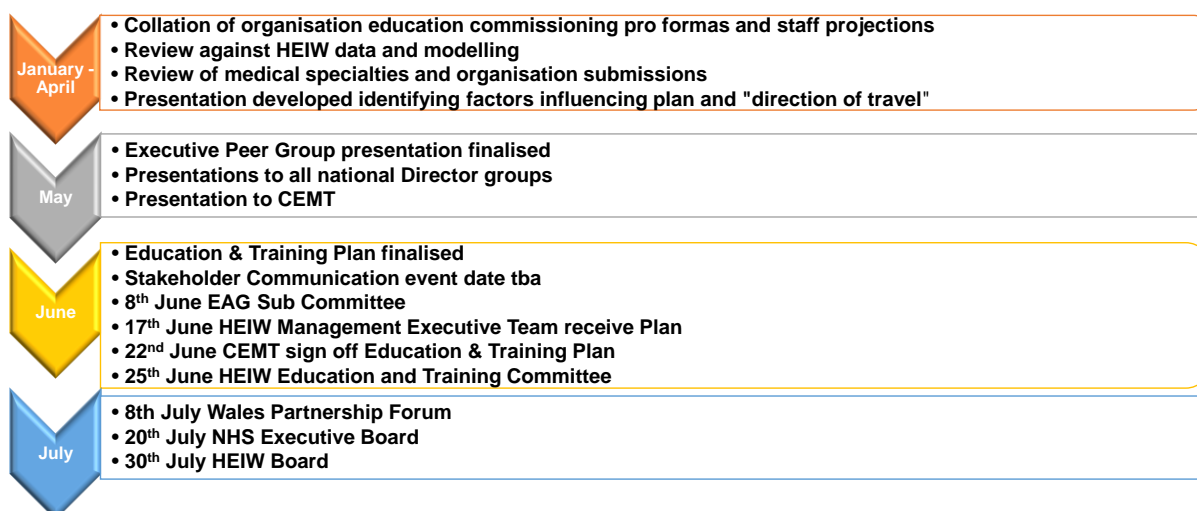 January -
April
• Collation of organisation education commissioning pro formas and staff projections
• Review against HEIW data and modelling
• Review of medical specialties and organisation submissions
• Presentation developed identifying factors influencing plan and "direction of travel"
May
• Executive Peer Group presentation finalised
• Presentations to all national Director groups
• Presentation to CEMT
June
• Education & Training Plan finalised
• Stakeholder Communication event date tba
• 8th June EAG Sub Committee
• 17th June HEIW Management Executive Team receive Plan
• 22nd June CEMT sign off Education & Training Plan
• 25th June HEIW Education and Training Committee
July
• 8th July Wales Partnership Forum
• 20th July NHS Executive Board
• 30th July HEIW Board